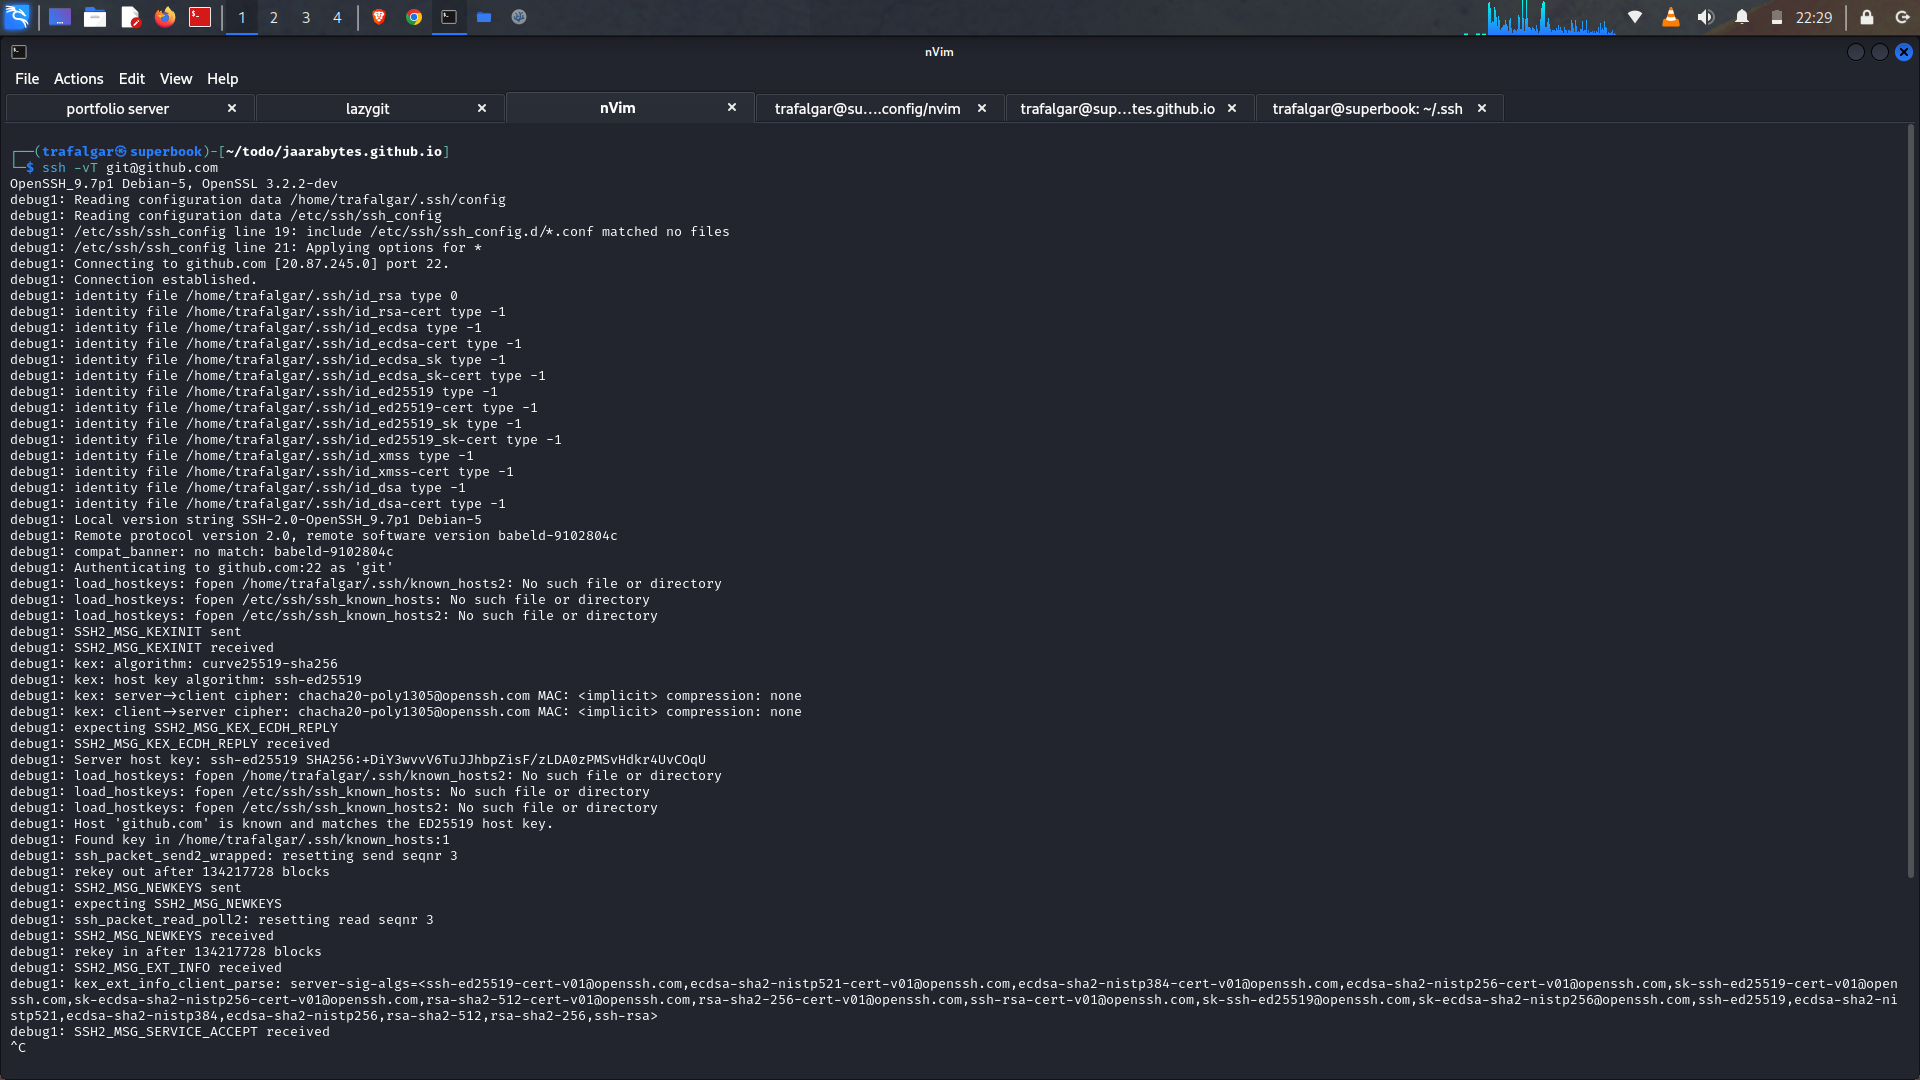 1 2 3 4 22:29
nVim
File Actions Edit View Help
portfolio server lazygit nVim trafalgar@su....config/nvim trafalgar@sup...tes.github.io trafalgar@superbook: ~/.ssh
┌──(trafalgar㉿superbook)-[~/todo/jaarabytes.github.io]
└─$ ssh -vT git@github.com
OpenSSH_9.7p1 Debian-5, OpenSSL 3.2.2-dev
debug1: Reading configuration data /home/trafalgar/.ssh/config
debug1: Reading configuration data /etc/ssh/ssh_config
debug1: /etc/ssh/ssh_config line 19: include /etc/ssh/ssh_config.d/*.conf matched no files
debug1: /etc/ssh/ssh_config line 21: Applying options for *
debug1: Connecting to github.com [20.87.245.0] port 22.
debug1: Connection established.
debug1: identity file /home/trafalgar/.ssh/id_rsa type 0
debug1: identity file /home/trafalgar/.ssh/id_rsa-cert type -1
debug1: identity file /home/trafalgar/.ssh/id_ecdsa type -1
debug1: identity file /home/trafalgar/.ssh/id_ecdsa-cert type -1
debug1: identity file /home/trafalgar/.ssh/id_ecdsa_sk type -1
debug1: identity file /home/trafalgar/.ssh/id_ecdsa_sk-cert type -1
debug1: identity file /home/trafalgar/.ssh/id_ed25519 type -1
debug1: identity file /home/trafalgar/.ssh/id_ed25519-cert type -1
debug1: identity file /home/trafalgar/.ssh/id_ed25519_sk type -1
debug1: identity file /home/trafalgar/.ssh/id_ed25519_sk-cert type -1
debug1: identity file /home/trafalgar/.ssh/id_xmss type -1
debug1: identity file /home/trafalgar/.ssh/id_xmss-cert type -1
debug1: identity file /home/trafalgar/.ssh/id_dsa type -1
debug1: identity file /home/trafalgar/.ssh/id_dsa-cert type -1
debug1: Local version string SSH-2.0-OpenSSH_9.7p1 Debian-5
debug1: Remote protocol version 2.0, remote software version babeld-9102804c
debug1: compat_banner: no match: babeld-9102804c
debug1: Authenticating to github.com:22 as 'git'
debug1: load_hostkeys: fopen /home/trafalgar/.ssh/known_hosts2: No such file or directory
debug1: load_hostkeys: fopen /etc/ssh/ssh_known_hosts: No such file or directory
debug1: load_hostkeys: fopen /etc/ssh/ssh_known_hosts2: No such file or directory
debug1: SSH2_MSG_KEXINIT sent
debug1: SSH2_MSG_KEXINIT received
debug1: kex: algorithm: curve25519-sha256
debug1: kex: host key algorithm: ssh-ed25519
debug1: kex: server->client cipher: chacha20-poly1305@openssh.com MAC: <implicit> compression: none
debug1: kex: client->server cipher: chacha20-poly1305@openssh.com MAC: <implicit> compression: none
debug1: expecting SSH2_MSG_KEX_ECDH_REPLY
debug1: SSH2_MSG_KEX_ECDH_REPLY received
debug1: Server host key: ssh-ed25519 SHA256:+DiY3wvvV6TuJJhbpZisF/zLDA0zPMSvHdkr4UvCOqU
debug1: load_hostkeys: fopen /home/trafalgar/.ssh/known_hosts2: No such file or directory
debug1: load_hostkeys: fopen /etc/ssh/ssh_known_hosts: No such file or directory
debug1: load_hostkeys: fopen /etc/ssh/ssh_known_hosts2: No such file or directory
debug1: Host 'github.com' is known and matches the ED25519 host key.
debug1: Found key in /home/trafalgar/.ssh/known_hosts:1
debug1: ssh_packet_send2_wrapped: resetting send seqnr 3
debug1: rekey out after 134217728 blocks
debug1: SSH2_MSG_NEWKEYS sent
debug1: expecting SSH2_MSG_NEWKEYS
debug1: ssh_packet_read_poll2: resetting read seqnr 3
debug1: SSH2_MSG_NEWKEYS received
debug1: rekey in after 134217728 blocks
debug1: SSH2_MSG_EXT_INFO received
debug1: kex_ext_info_client_parse: server-sig-algs=<ssh-ed25519-cert-v01@openssh.com,ecdsa-sha2-nistp521-cert-v01@openssh.com,ecdsa-sha2-nistp384-cert-v01@openssh.com,ecdsa-sha2-nistp256-cert-v01@openssh.com,sk-ssh-ed25519-cert-v01@open
ssh.com,sk-ecdsa-sha2-nistp256-cert-v01@openssh.com,rsa-sha2-512-cert-v01@openssh.com,rsa-sha2-256-cert-v01@openssh.com,ssh-rsa-cert-v01@openssh.com,sk-ssh-ed25519@openssh.com,sk-ecdsa-sha2-nistp256@openssh.com,ssh-ed25519,ecdsa-sha2-ni
stp521,ecdsa-sha2-nistp384,ecdsa-sha2-nistp256,rsa-sha2-512,rsa-sha2-256,ssh-rsa>
debug1: SSH2_MSG_SERVICE_ACCEPT received
^C